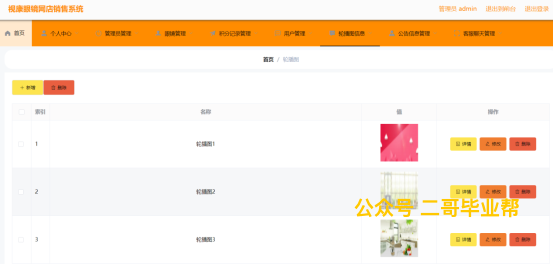 视康眼镜网店销售系统
管理员 admin 退出到前台 退出登录
首页 个人中心 管理员管理 商城管理 积分记录管理 用户管理 轮播图信息 公告信息管理 客服聊天管理
首页 / 轮播图
+ 新增 删除
索引 名称 值 操作
1 轮播图1 详情 修改 删除
2 轮播图2 详情 修改 删除
公众号 二哥毕业帮
3 轮播图3 详情 修改 删除